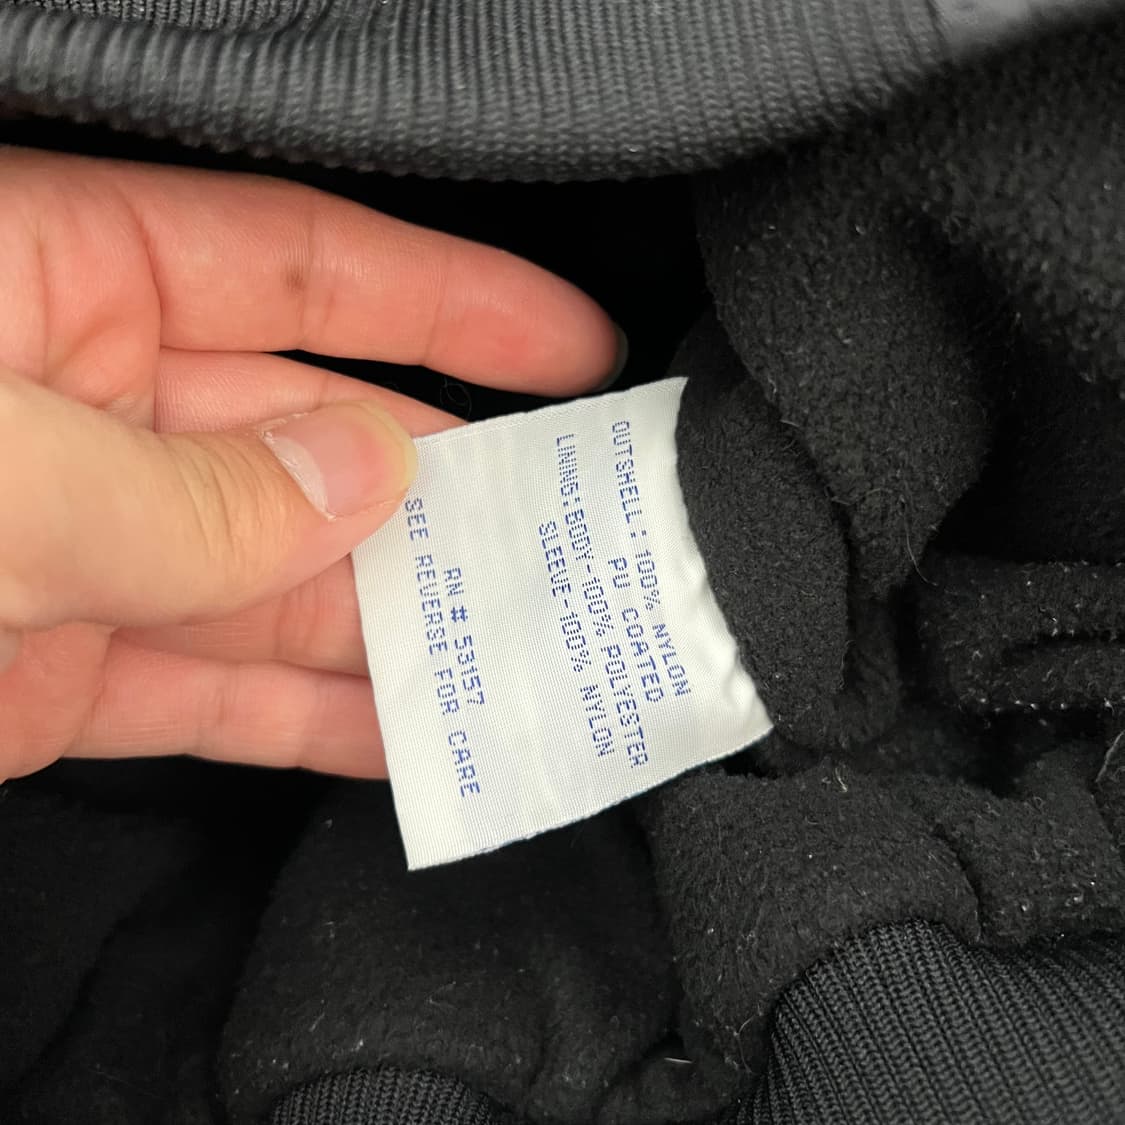 OUTSHELL: 100% NYLON
PU COATED
LINING: BODY-100% POLYESTER
SLEEVE-100% NYLON
RN # 53157
SEE REVERSE FOR CARE